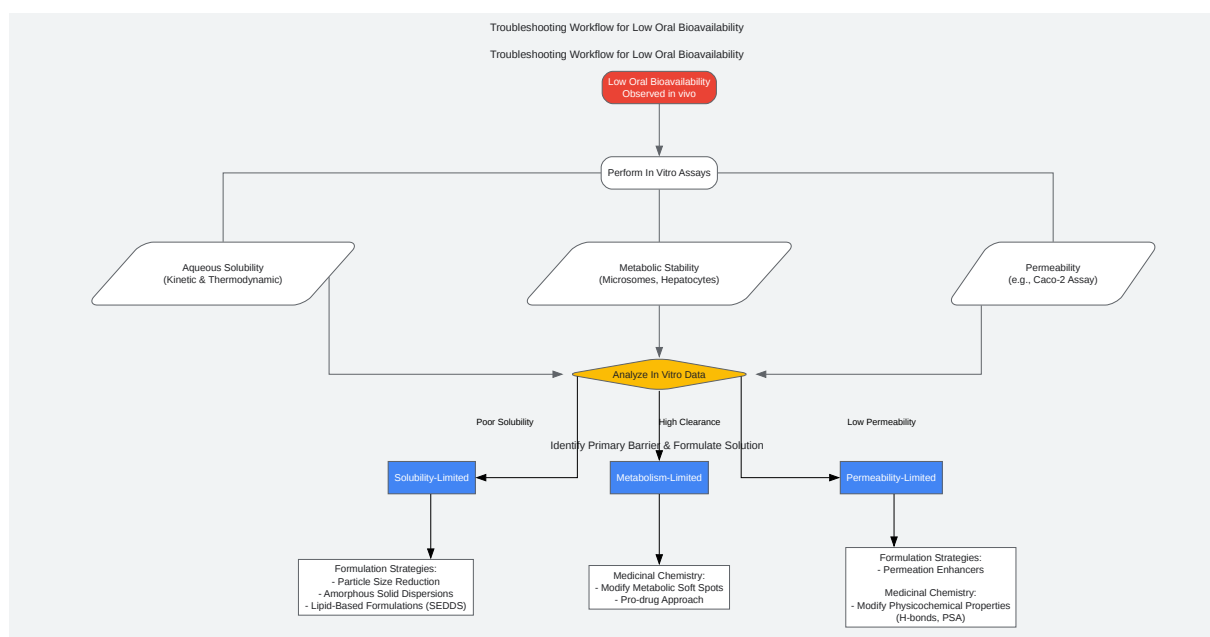 Troubleshooting Workflow for Low Oral Bioavailability
Troubleshooting Workflow for Low Oral Bioavailability
Low Oral Bioavailability
Observed in vivo
Perform In Vitro Assays
Aqueous Solubility
(Kinetic & Thermodynamic)
Metabolic Stability
(Microsomes, Hepatocytes)
Permeability
(e.g., Caco-2 Assay)
Analyze In Vitro Data
Poor Solubility
High Clearance
Low Permeability
Identify Primary Barrier & Formulate Solution
Solubility-Limited
Metabolism-Limited
Permeability-Limited
Formulation Strategies:
- Particle Size Reduction
- Amorphous Solid Dispersions
- Lipid-Based Formulations (SEDDS)
Medicinal Chemistry:
- Modify Metabolic Soft Spots
- Pro-drug Approach
Formulation Strategies:
- Permeation Enhancers
Medicinal Chemistry:
- Modify Physicochemical Properties
(H-bonds, PSA)